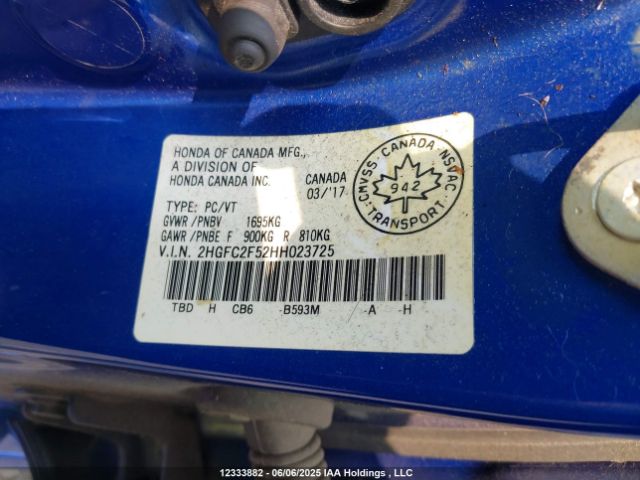 HONDA OF CANADA MFG.,
A DIVISION OF
HONDA CANADA INC.
CANADA
03/'17
TYPE: PC/VT
GVWR /PNBV 1695KG
GAWR /PNBE F 900KG R 810KG
V.I.N. 2HGFC2F52HH023725
TBD H CB6 -B593M -A -H
CMVSS. CANADA. NSVAC
942
TRANSPORT
12333882 - 06/06/2025 IAA Holdings , LLC